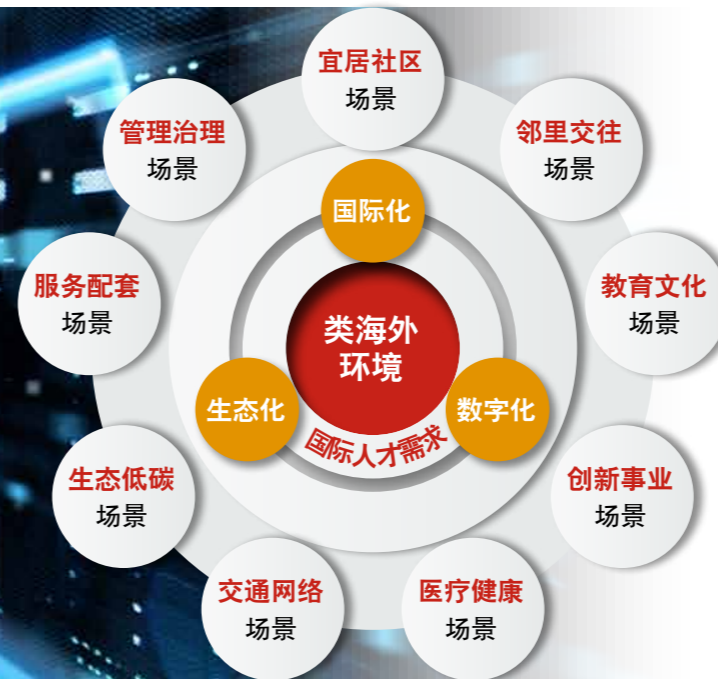 宜居社区
场景
邻里交往
场景
教育文化
场景
创新事业
场景
医疗健康
场景
交通网络
场景
生态低碳
场景
服务配套
场景
管理治理
场景
国际化
数字化
生态化
类海外
环境
国际人才需求